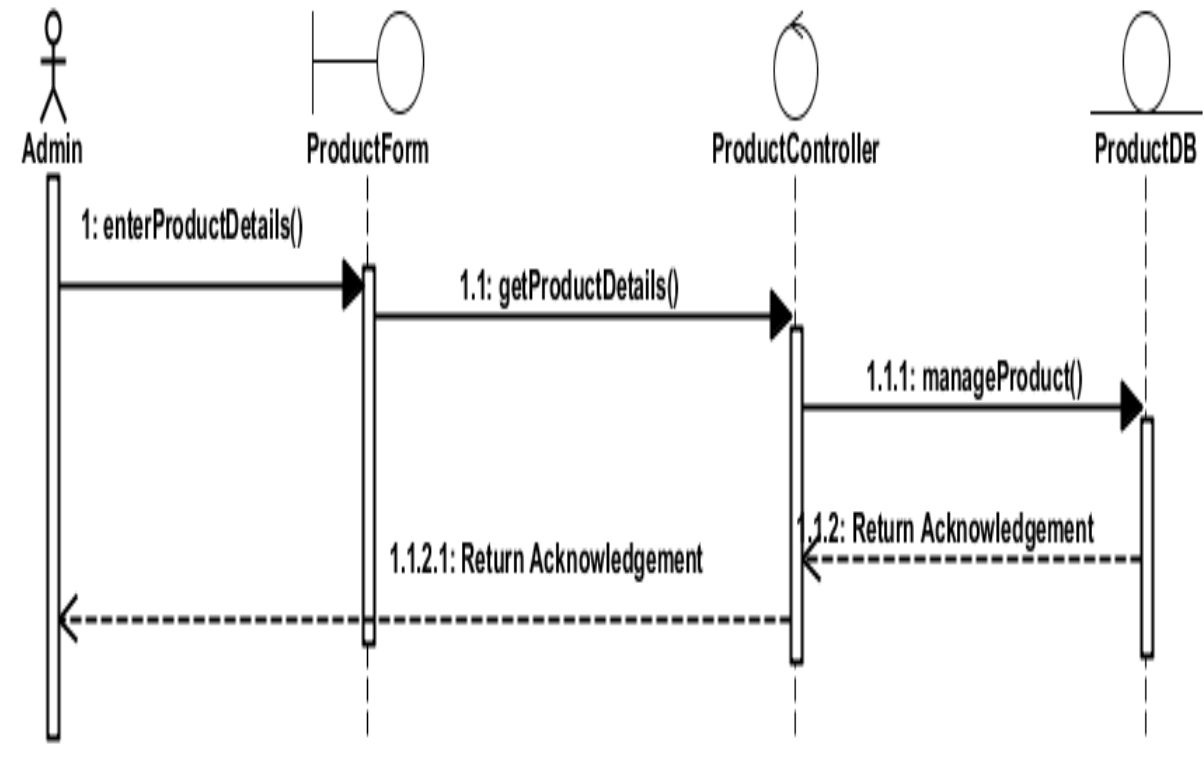 Admin
ProductForm
ProductController
ProductDB
1: enterProductDetails()
1.1: getProductDetails()
1.1.1: manageProduct()
1.1.2: Return Acknowledgement
1.1.2.1: Return Acknowledgement